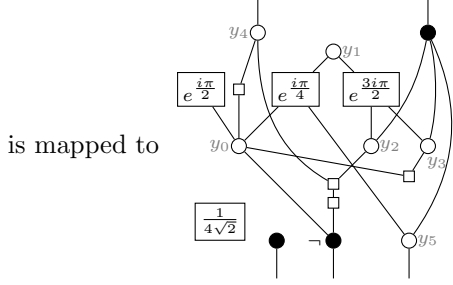 y₄
y₁
e^{iπ/2} e^{iπ/4} e^{3iπ/2}
is mapped to y₀ y₂ y₃
1/(4√2)
¬ y₅